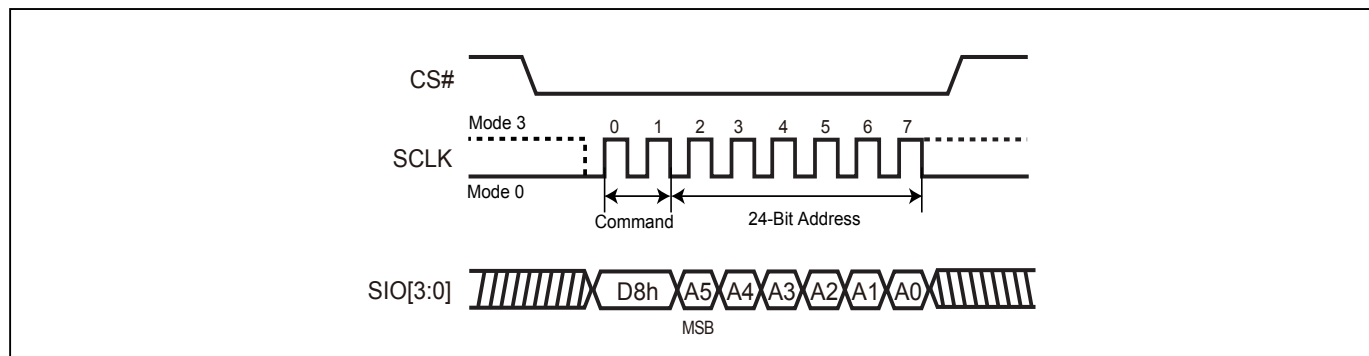 CS#
Mode 3
0 1 2 3 4 5 6 7
SCLK
Mode 0
Command
24-Bit Address
SIO[3:0]
D8h A5 A4 A3 A2 A1 A0
MSB